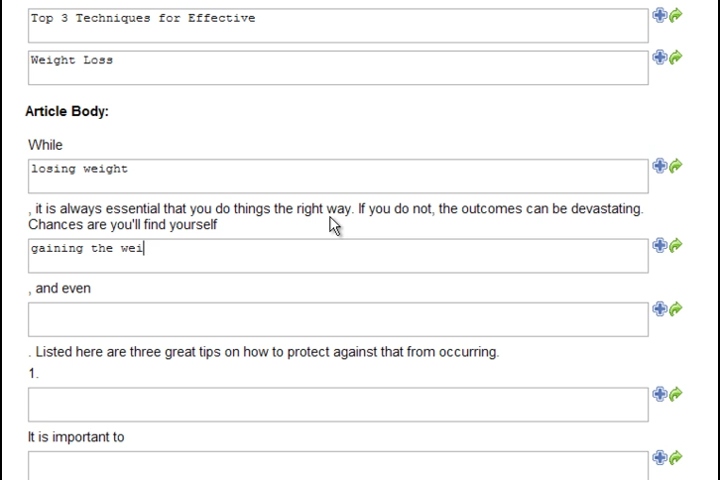 Top 3 Techniques for Effective
Weight Loss
Article Body:
While
losing weight
, it is always essential that you do things the right way. If you do not, the outcomes can be devastating.
Chances are you'll find yourself
gaining the wei
, and even
. Listed here are three great tips on how to protect against that from occurring.
1.
It is important to